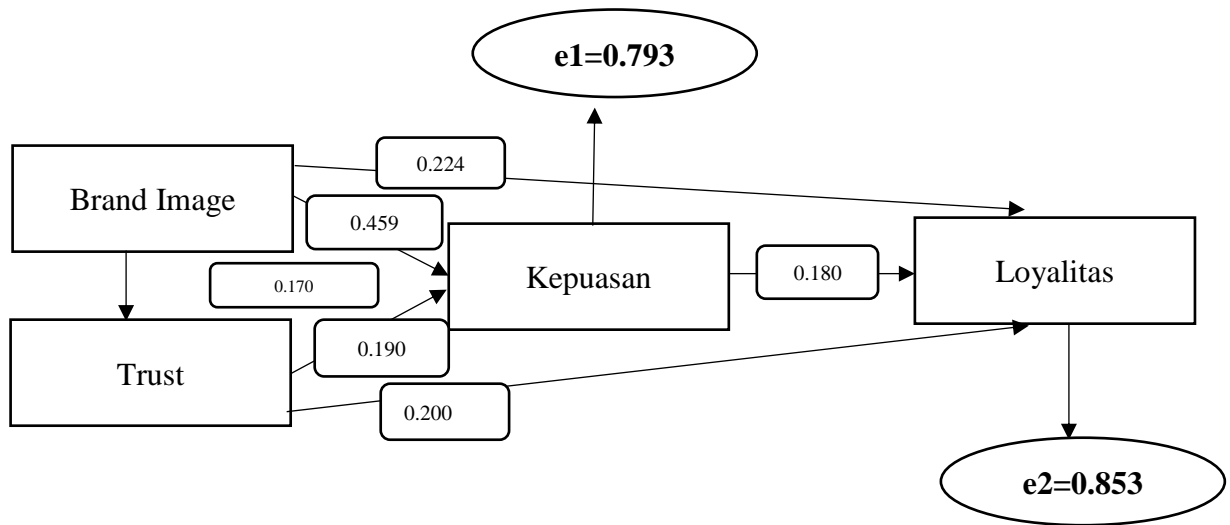 e1=0.793
0.224
Brand Image
0.459
Kepuasan
0.180
Loyalitas
0.170
0.190
Trust
0.200
e2=0.853